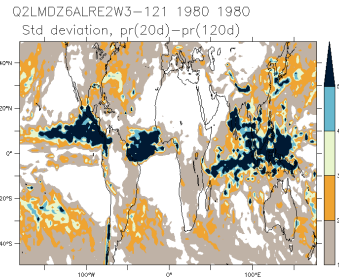 Q2LMDZ6ALRE2W3-121 1980 1980
Std deviation, pr(20d)-pr(120d)
40°N
20°N
0°
20°S
40°S
100°W 0° 100°E
5
4
3
2
1